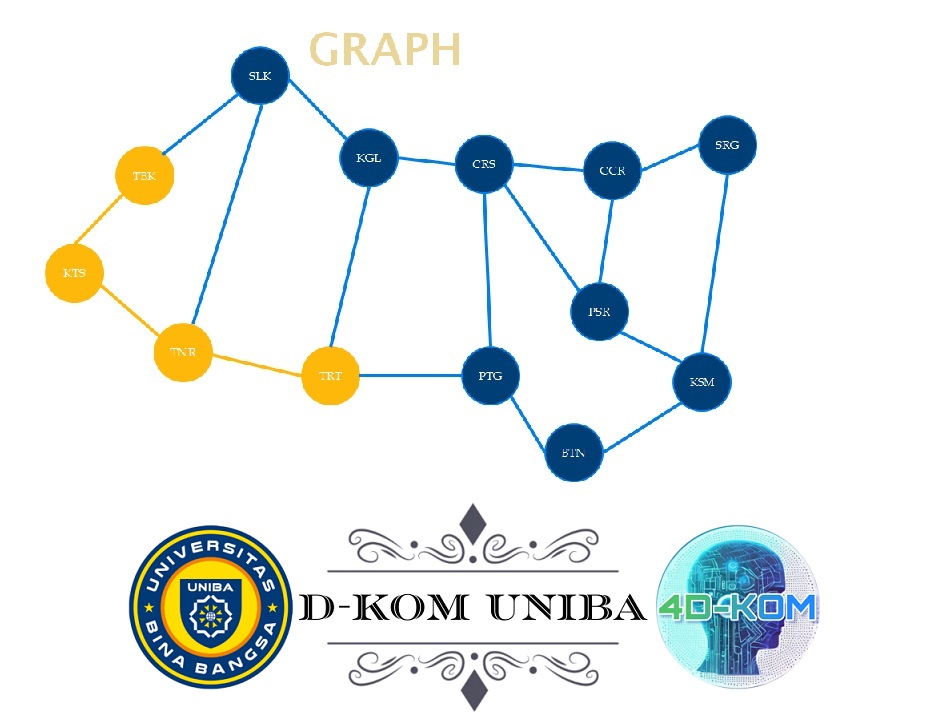 GRAPH
SLK
KGL
CRS
CCR
SRG
TBK
KTS
PSR
TNR
TRT
PTG
KSM
BTN
UNIVERSITAS
UNIBA
BINA BANGSA
D-KOM UNIBA
4D-KOM